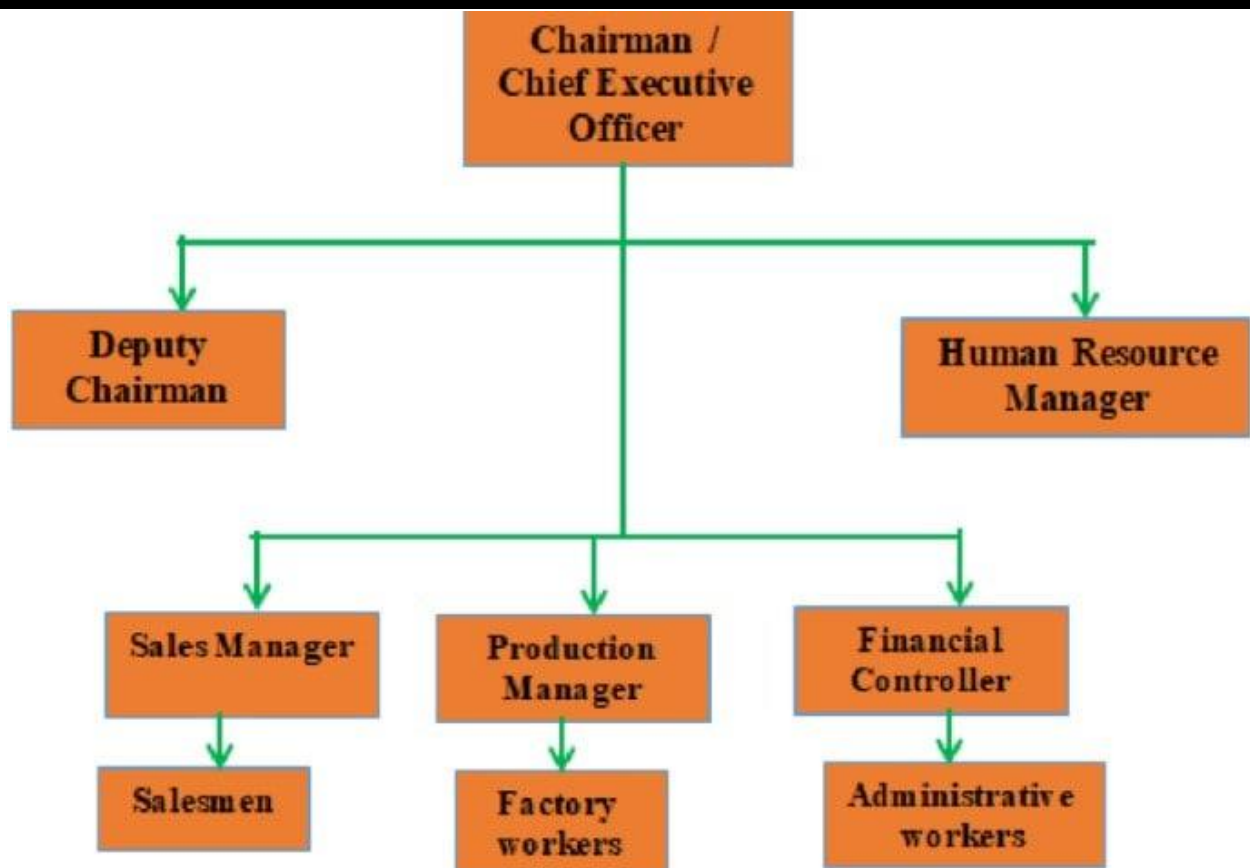 Chairman /
Chief Executive
Officer
Deputy
Chairman
Human Resource
Manager
Sales Manager
Production
Manager
Financial
Controller
Salesmen
Factory
workers
Administrative
workers